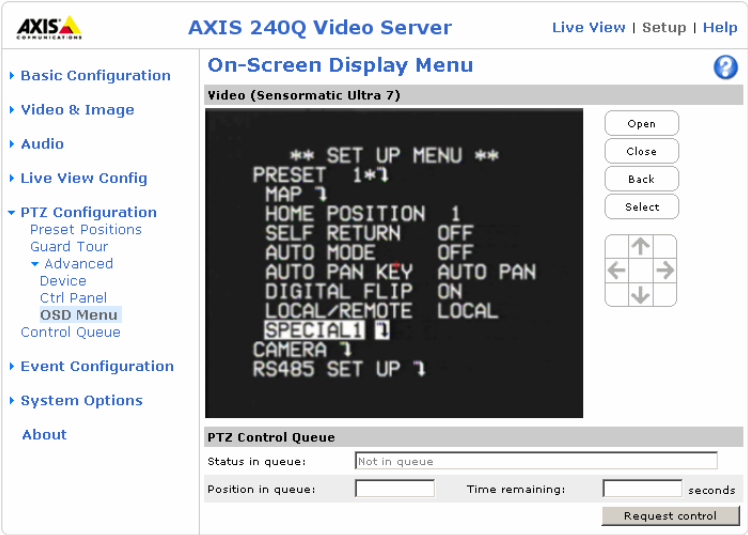 AXIS
COMMUNICATIONS
AXIS 240Q Video Server
Live View | Setup | Help
Basic Configuration
Video & Image
Audio
Live View Config
PTZ Configuration
Preset Positions
Guard Tour
Advanced
Device
Ctrl Panel
OSD Menu
Control Queue
Event Configuration
System Options
About
On-Screen Display Menu
Video (Sensormatic Ultra 7)
** SET UP MENU **
PRESET 1*
MAP
HOME POSITION 1
SELF RETURN OFF
AUTO MODE OFF
AUTO PAN KEY AUTO PAN
DIGITAL FLIP ON
LOCAL/REMOTE LOCAL
SPECIAL1
CAMERA
RS485 SET UP
Open
Close
Back
Select
PTZ Control Queue
Status in queue: Not in queue
Position in queue: Time remaining: seconds
Request control